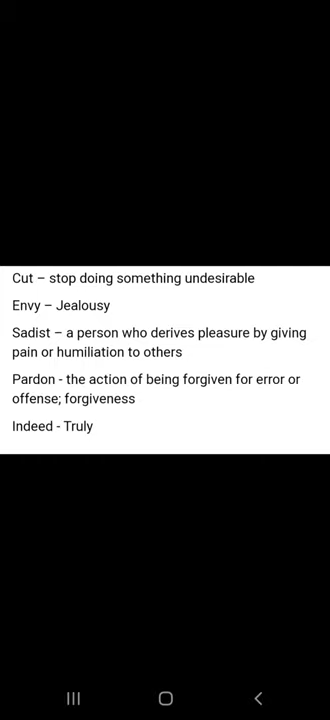 Cut – stop doing something undesirable
Envy – Jealousy
Sadist – a person who derives pleasure by giving
pain or humiliation to others
Pardon - the action of being forgiven for error or
offense; forgiveness
Indeed - Truly